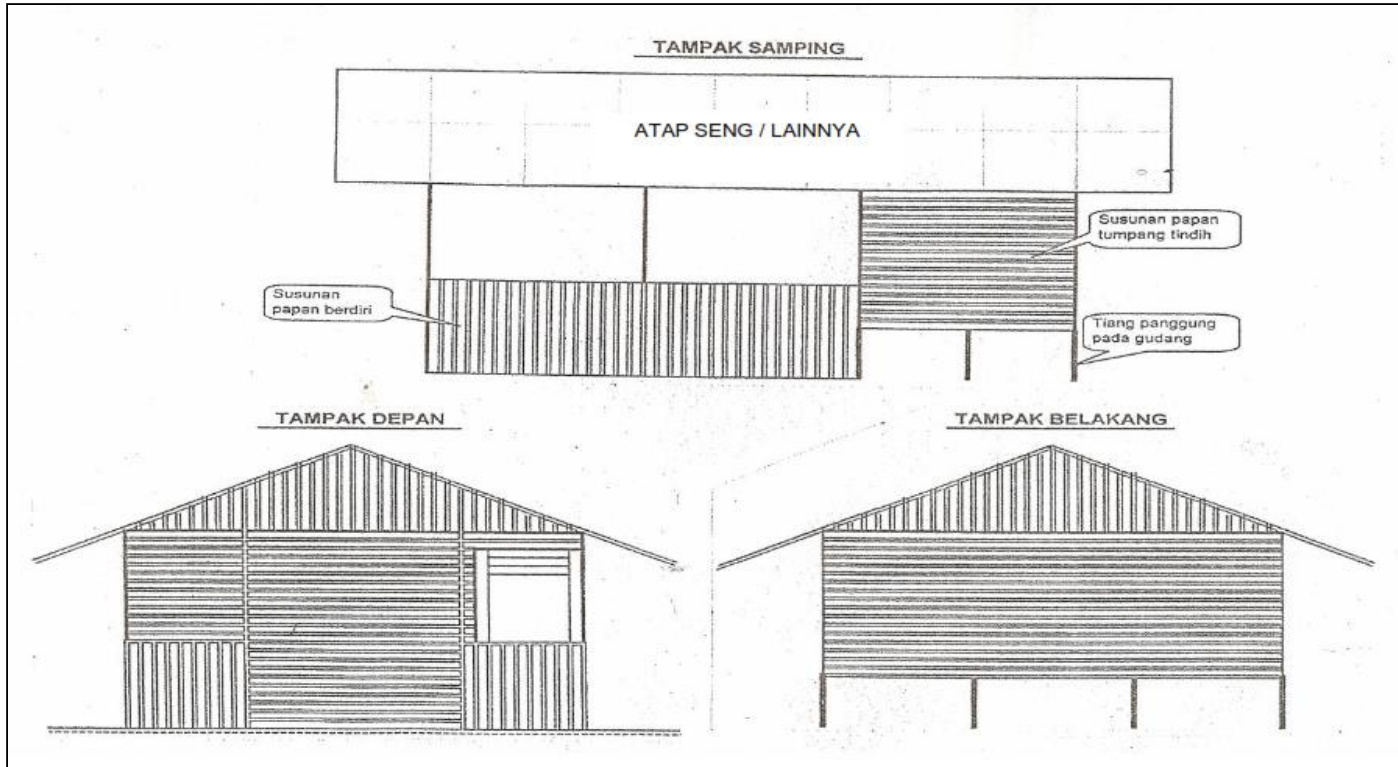 TAMPAK SAMPING
ATAP SENG / LAINNYA
Susunan papan
tumpang tindih
Susunan
papan berdiri
Tiang panggung
pada gudang
TAMPAK DEPAN
TAMPAK BELAKANG